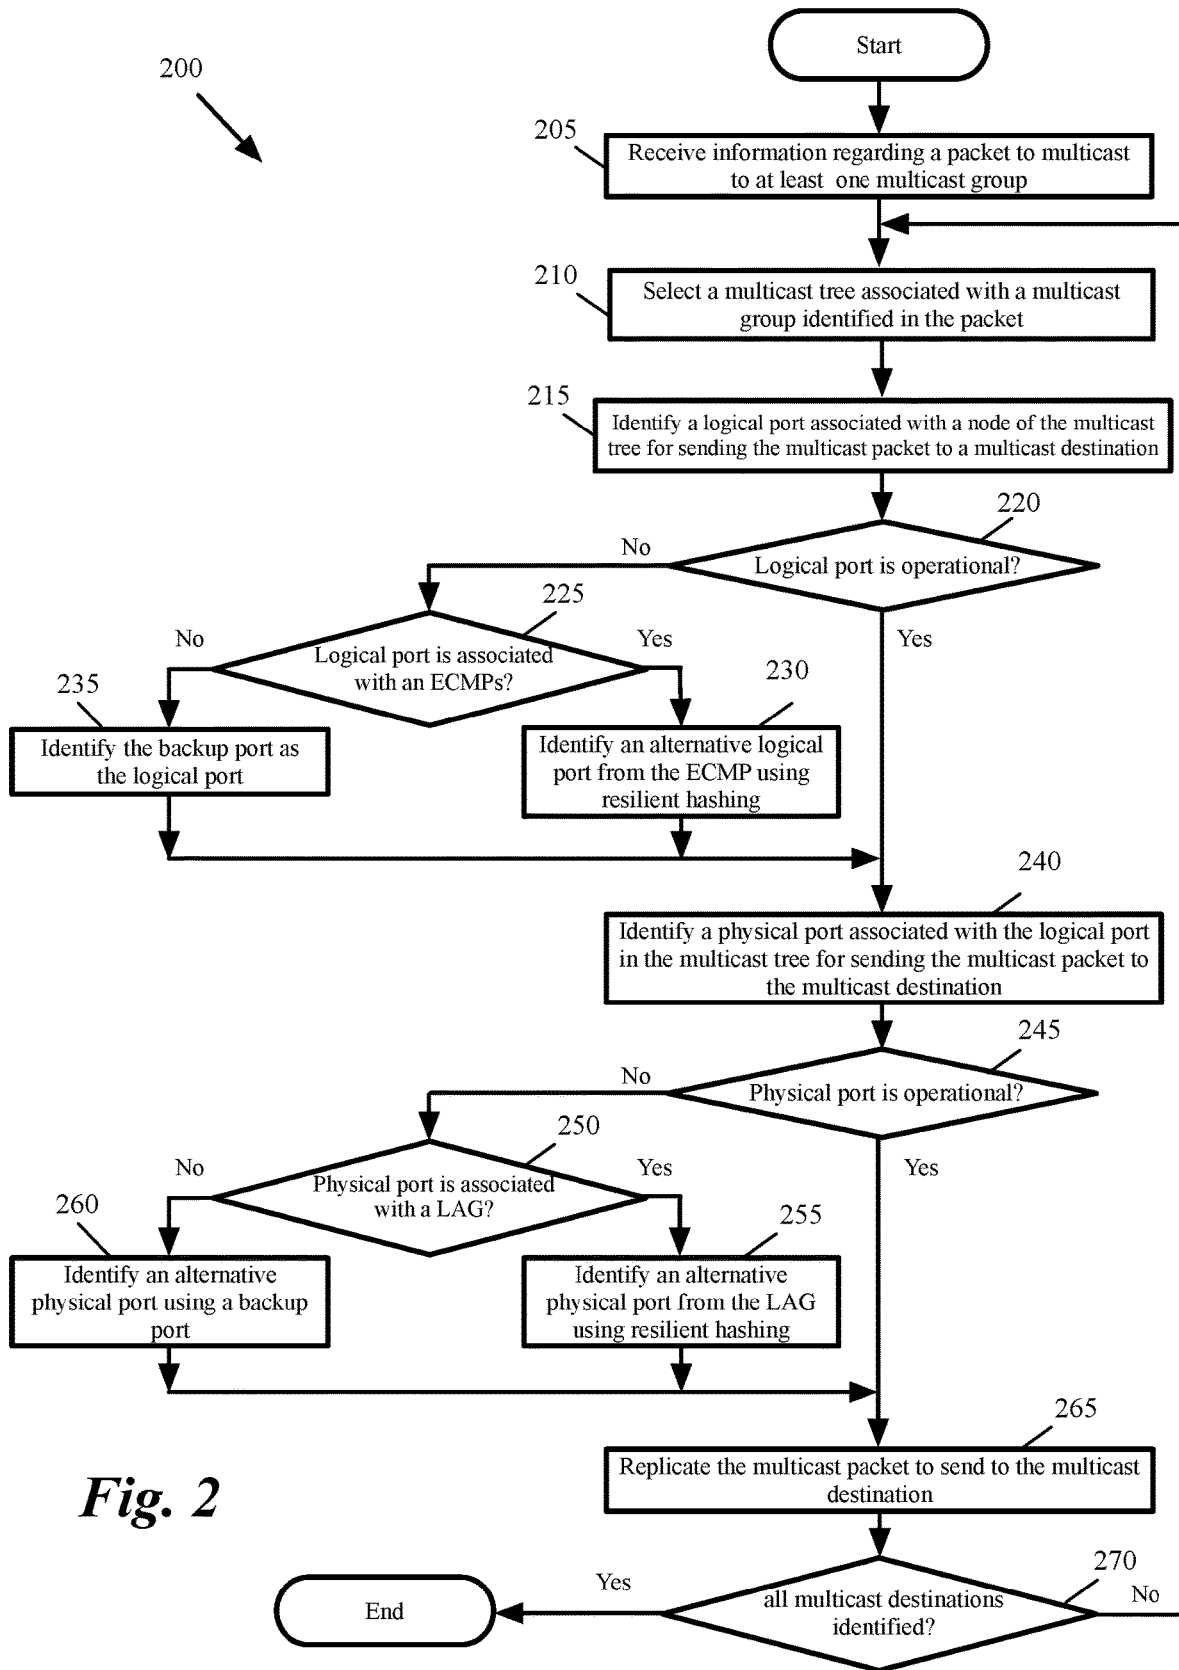 Start
200
205
Receive information regarding a packet to multicast
to at least one multicast group
210
Select a multicast tree associated with a multicast
group identified in the packet
215
Identify a logical port associated with a node of the multicast
tree for sending the multicast packet to a multicast destination
220
No
Logical port is operational?
225
No
Yes
Yes
Logical port is associated
with an ECMPs?
235
230
Identify the backup port as
the logical port
Identify an alternative logical
port from the ECMP using
resilient hashing
240
Identify a physical port associated with the logical port
in the multicast tree for sending the multicast packet to
the multicast destination
245
No
Physical port is operational?
250
No
Yes
Yes
Physical port is associated
with a LAG?
260
255
Identify an alternative
physical port using a backup
port
Identify an alternative
physical port from the LAG
using resilient hashing
265
Replicate the multicast packet to send to the multicast
destination
Fig. 2
270
Yes
No
End
all multicast destinations
identified?